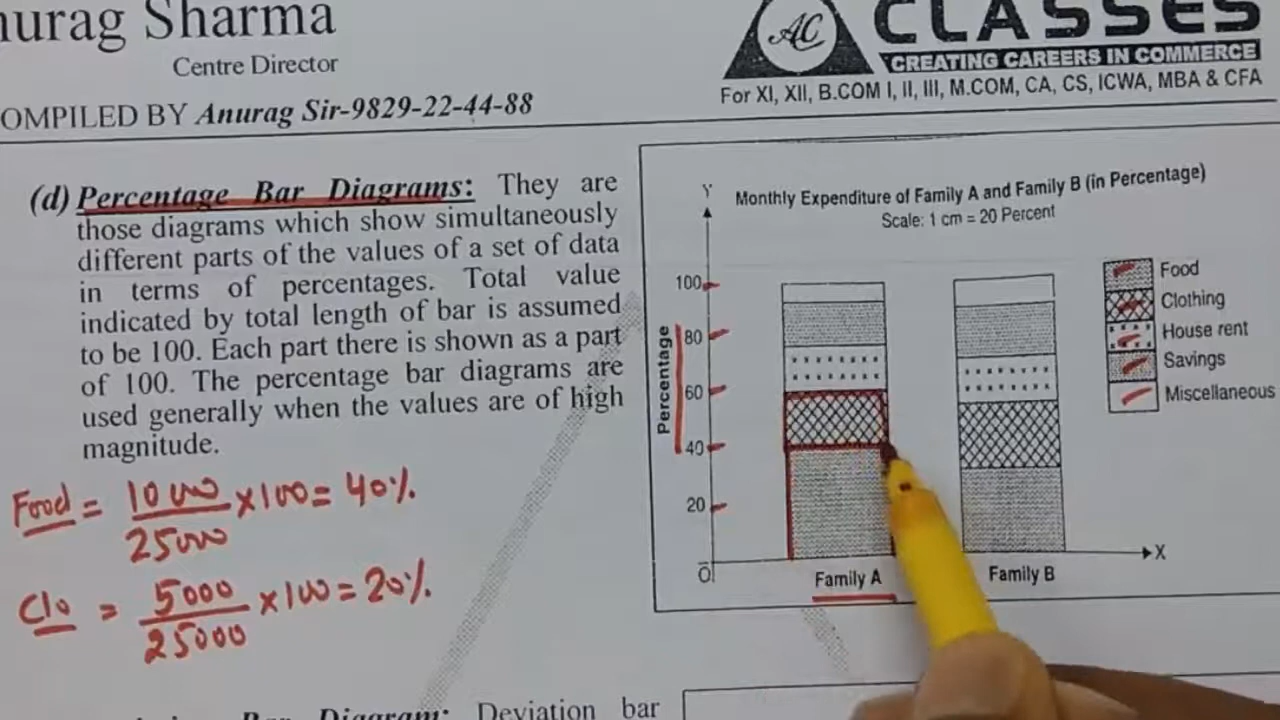 nurag Sharma
Centre Director
OMPILED BY Anurag Sir-9829-22-44-88
AC
CLASSES
CREATING CAREERS IN COMMERCE
For XI, XII, B.COM I, II, III, M.COM, CA, CS, ICWA, MBA & CFA
(d) Percentage Bar Diagrams: They are
those diagrams which show simultaneously
different parts of the values of a set of data
in terms of percentages. Total value
indicated by total length of bar is assumed
to be 100. Each part there is shown as a part
of 100. The percentage bar diagrams are
used generally when the values are of high
magnitude.
Food = 10000/25000 ×100 = 40%
Clo = 5000/25000 ×100 = 20%
Monthly Expenditure of Family A and Family B (in Percentage)
Scale: 1 cm = 20 Percent
Y
100
80
60
40
20
O
Percentage
X
Family A
Family B
Food
Clothing
House rent
Savings
Miscellaneous
Bar Diagram: Deviation bar